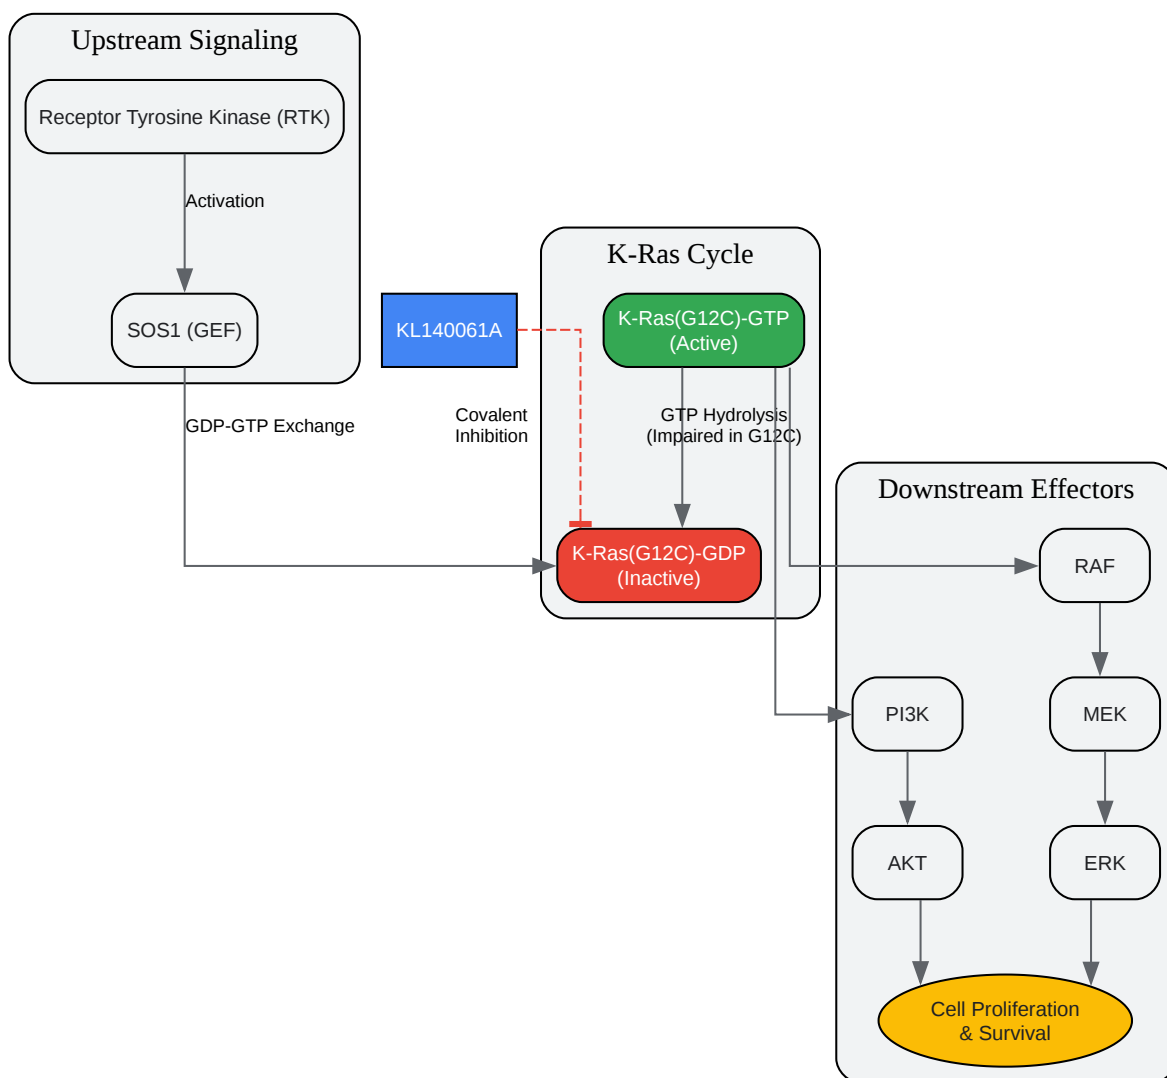 Upstream Signaling
Receptor Tyrosine Kinase (RTK)
Activation
SOS1 (GEF)
GDP-GTP Exchange
KL140061A
Covalent
Inhibition
K-Ras Cycle
K-Ras(G12C)-GTP
(Active)
GTP Hydrolysis
(Impaired in G12C)
K-Ras(G12C)-GDP
(Inactive)
Downstream Effectors
RAF
PI3K
MEK
AKT
ERK
Cell Proliferation
& Survival